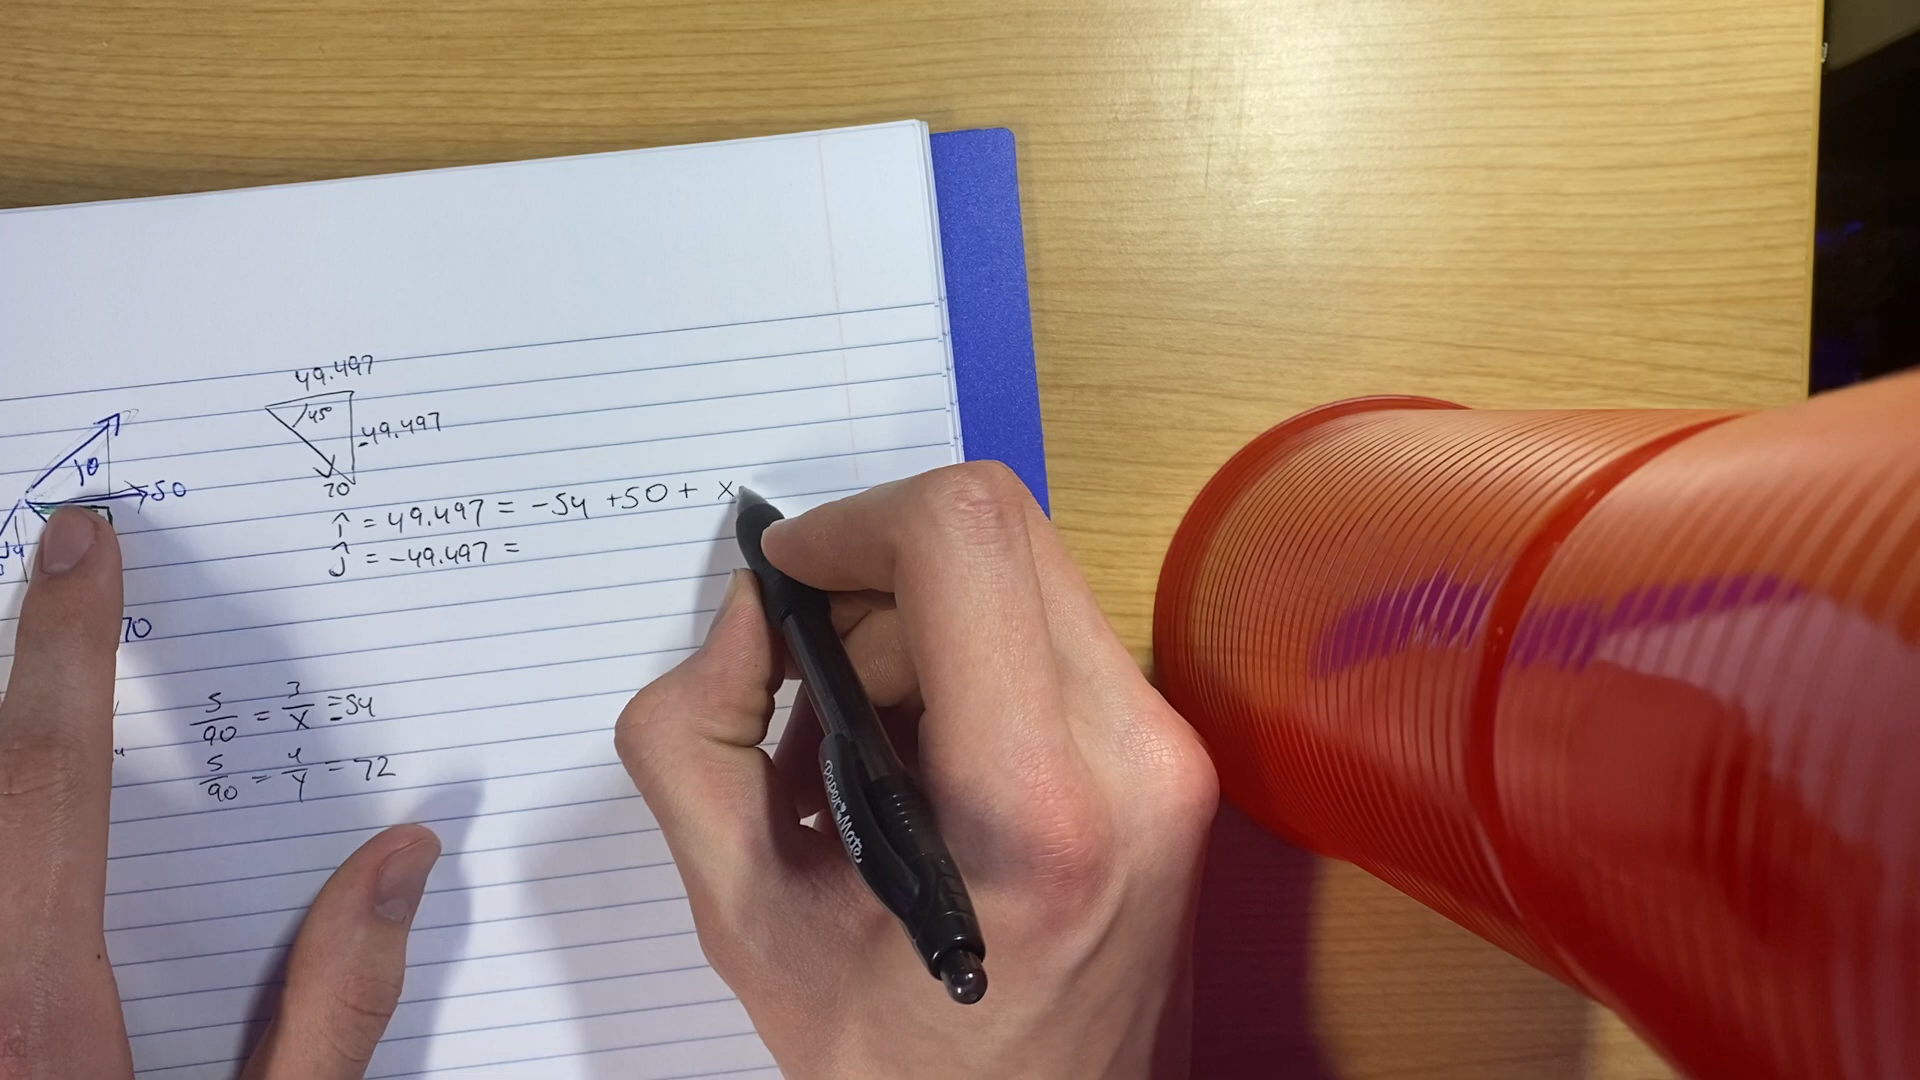 49.497
45°
-49.497
70
θ
50
î = 49.497 = -54 +50 + x
ĵ = -49.497 =
70
5/90 = 3/x = 54
5/90 = 4/y = 72
Paper Mate